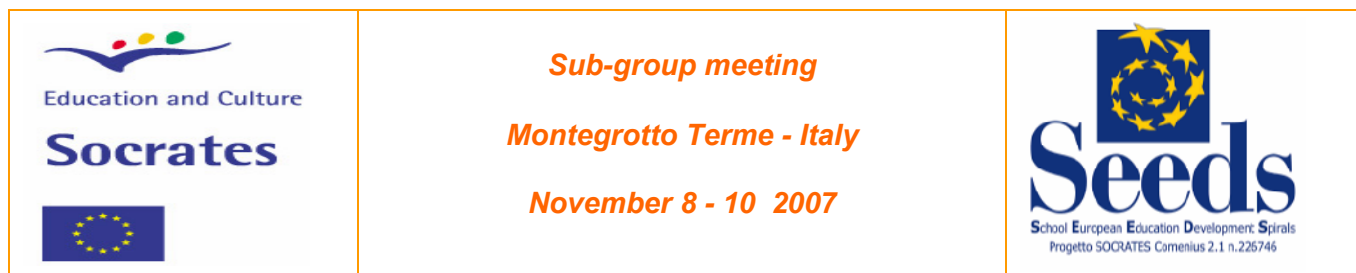 Education and Culture
Socrates
Sub-group meeting
Montegrotto Terme - Italy
November 8 - 10 2007
Seeds
School European Education Development Spirals
Progetto SOCRATES Comenius 2.1 n.226746